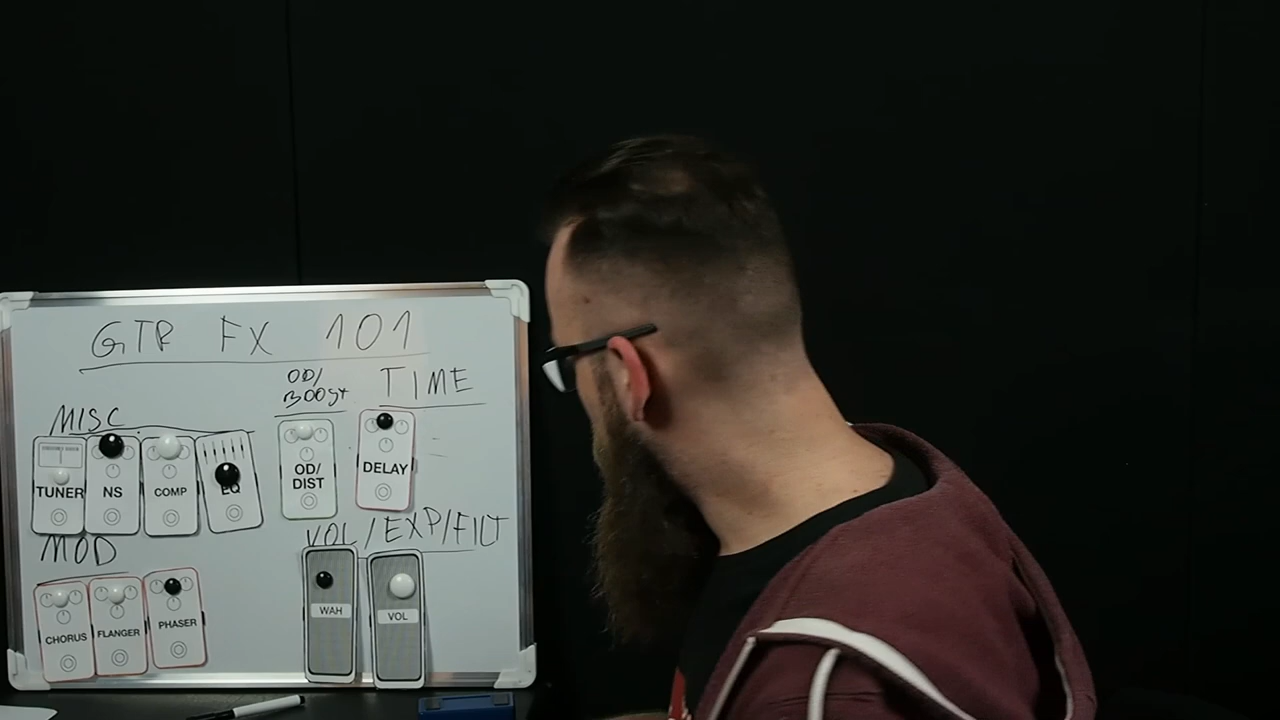 GTR FX 101
MISC
TUNER
NS
COMP
EQ
OD/
BOOST
OD/
DIST
TIME
DELAY
MOD
CHORUS
FLANGER
PHASER
VOL/EXP/FILT
WAH
VOL